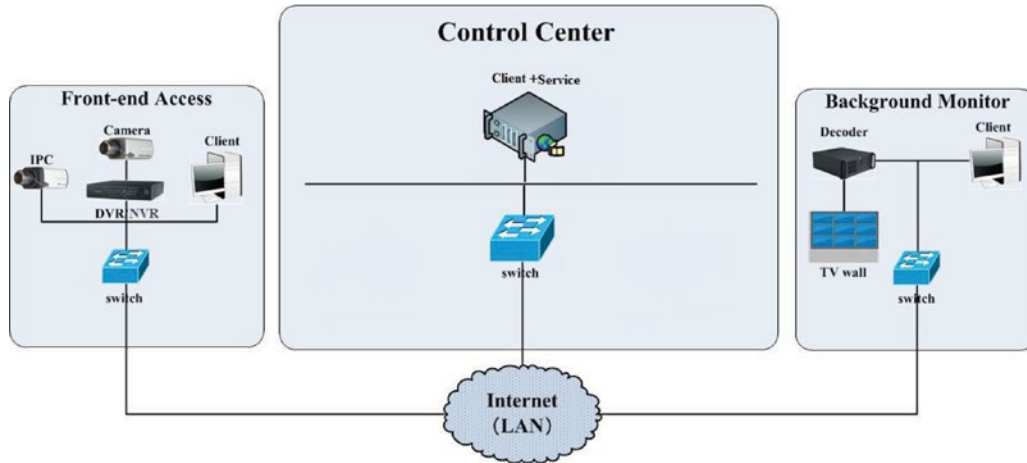 Control Center
Client +Service
switch
Front-end Access
Camera
IPC
Client
DVR/NVR
switch
Background Monitor
Decoder
Client
TV wall
switch
Internet
（LAN）